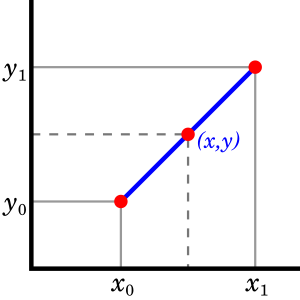 y₁
(x,y)
y₀
x₀ x₁